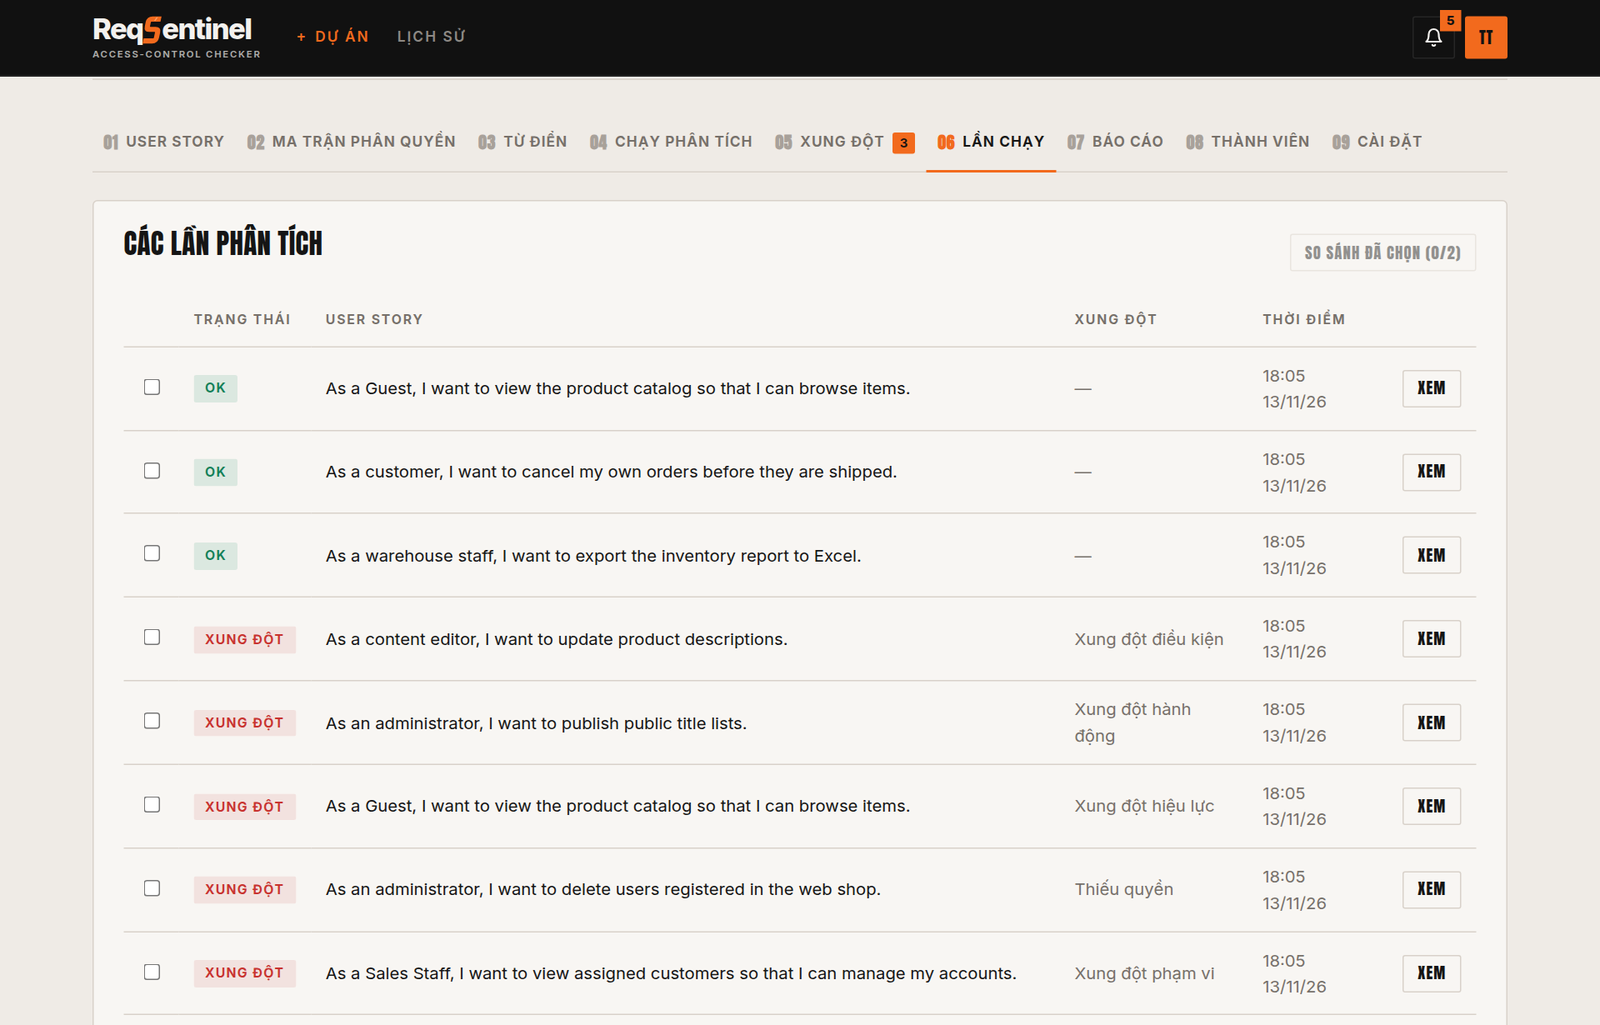 ReqSentinel
ACCESS-CONTROL CHECKER
+ DỰ ÁN
LỊCH SỬ
5
TT
01 USER STORY
02 MA TRẬN PHÂN QUYỀN
03 TỪ ĐIỂN
04 CHẠY PHÂN TÍCH
05 XUNG ĐỘT 3
06 LẦN CHẠY
07 BÁO CÁO
08 THÀNH VIÊN
09 CÀI ĐẶT
CÁC LẦN PHÂN TÍCH
SO SÁNH ĐÃ CHỌN (0/2)
TRẠNG THÁI USER STORY XUNG ĐỘT THỜI ĐIỂM
OK As a Guest, I want to view the product catalog so that I can browse items. — 18:05
13/11/26
XEM
OK As a customer, I want to cancel my own orders before they are shipped. — 18:05
13/11/26
XEM
OK As a warehouse staff, I want to export the inventory report to Excel. — 18:05
13/11/26
XEM
XUNG ĐỘT As a content editor, I want to update product descriptions. Xung đột điều kiện 18:05
13/11/26
XEM
XUNG ĐỘT As an administrator, I want to publish public title lists. Xung đột hành
động
18:05
13/11/26
XEM
XUNG ĐỘT As a Guest, I want to view the product catalog so that I can browse items. Xung đột hiệu lực 18:05
13/11/26
XEM
XUNG ĐỘT As an administrator, I want to delete users registered in the web shop. Thiếu quyền 18:05
13/11/26
XEM
XUNG ĐỘT As a Sales Staff, I want to view assigned customers so that I can manage my accounts. Xung đột phạm vi 18:05
13/11/26
XEM